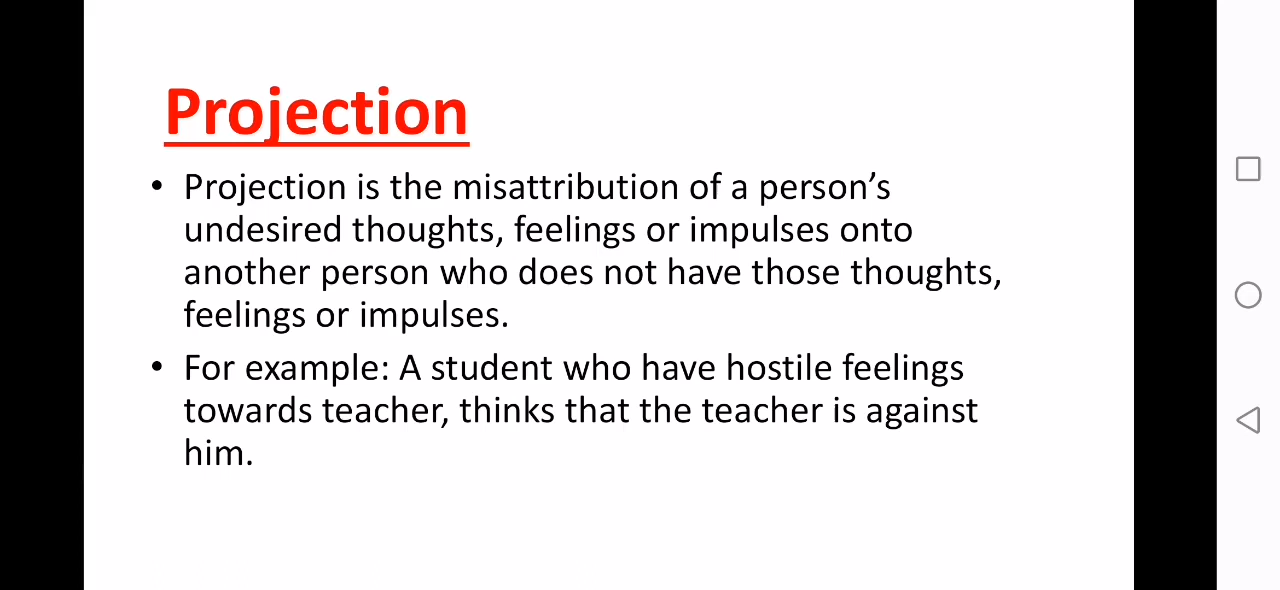 Projection
• Projection is the misattribution of a person’s
undesired thoughts, feelings or impulses onto
another person who does not have those thoughts,
feelings or impulses.
• For example: A student who have hostile feelings
towards teacher, thinks that the teacher is against
him.